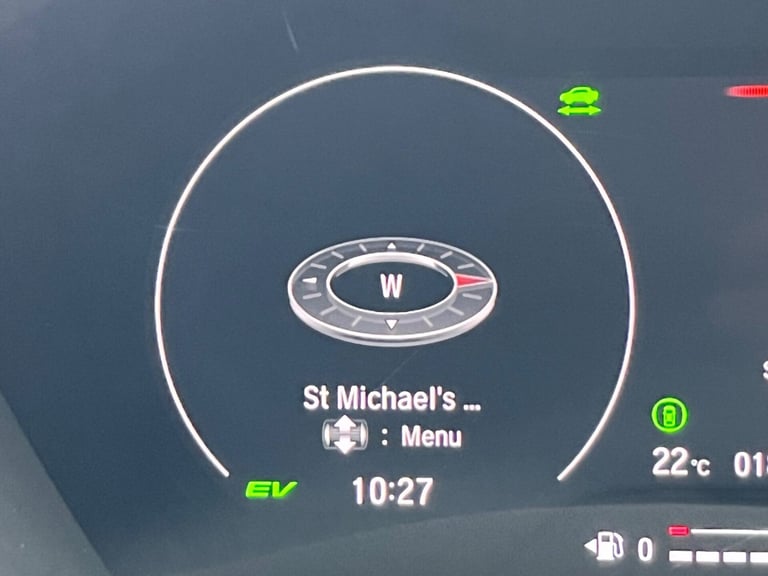 W
St Michael's ...
: Menu
EV 10:27
22°C
0